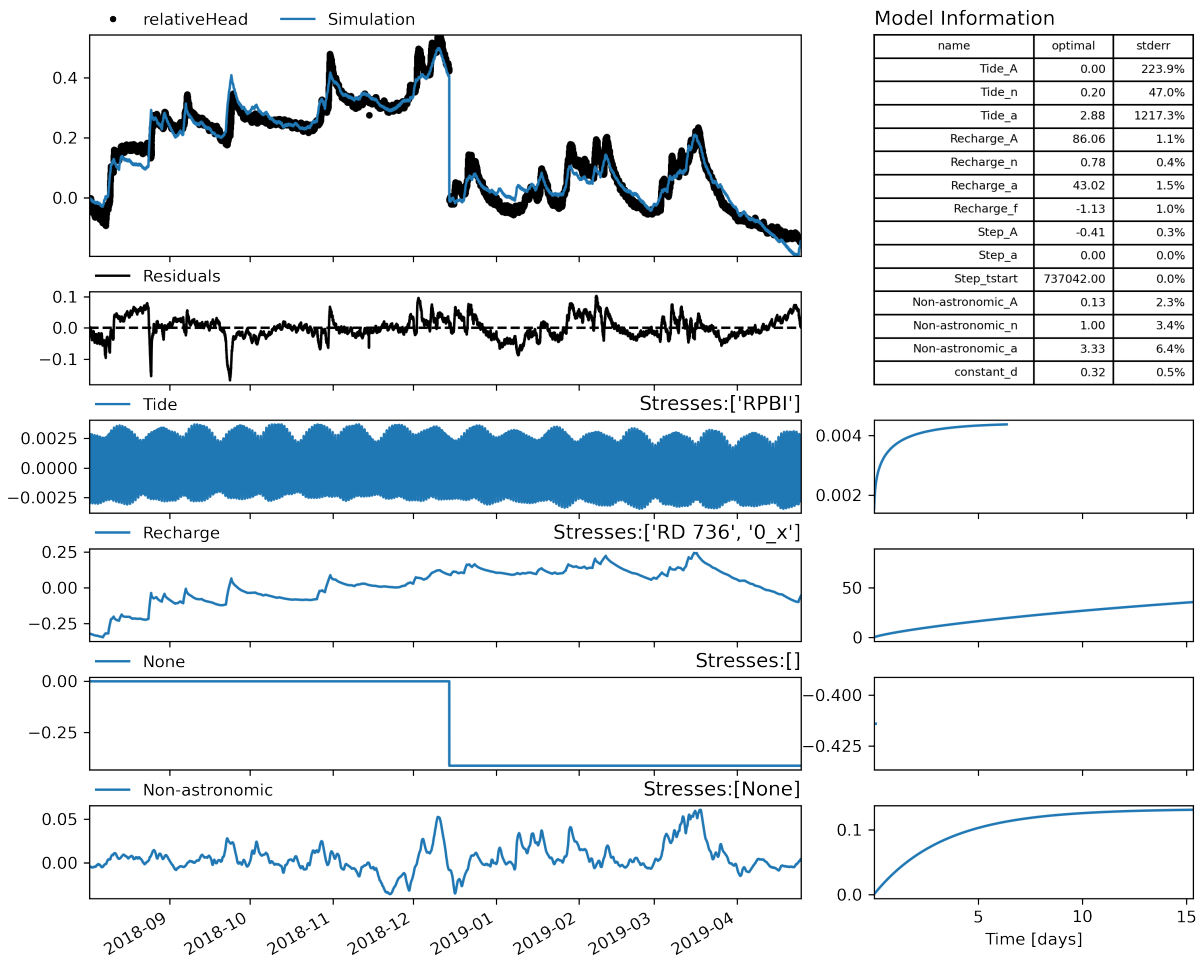 relativeHead Simulation
0.4
0.2
0.0
Model Information
name optimal stderr
Tide_A 0.00 223.9%
Tide_n 0.20 47.0%
Tide_a 2.88 1217.3%
Recharge_A 86.06 1.1%
Recharge_n 0.78 0.4%
Recharge_a 43.02 1.5%
Recharge_f -1.13 1.0%
Step_A -0.41 0.3%
Step_a 0.00 0.0%
Step_tstart 737042.00 0.0%
Non-astronomic_A 0.13 2.3%
Non-astronomic_n 1.00 3.4%
Non-astronomic_a 3.33 6.4%
constant_d 0.32 0.5%
Residuals
0.1
0.0
−0.1
Tide Stresses:['RPBI']
0.0025
0.0000
−0.0025
0.004
0.002
Recharge Stresses:['RD 736', '0_x']
0.25
0.00
−0.25
50
0
None Stresses:[]
0.00
−0.25
−0.400
−0.425
Non-astronomic Stresses:[None]
0.05
0.00
0.1
0.0
2018-09 2018-10 2018-11 2018-12 2019-01 2019-02 2019-03 2019-04
5 10 15
Time [days]